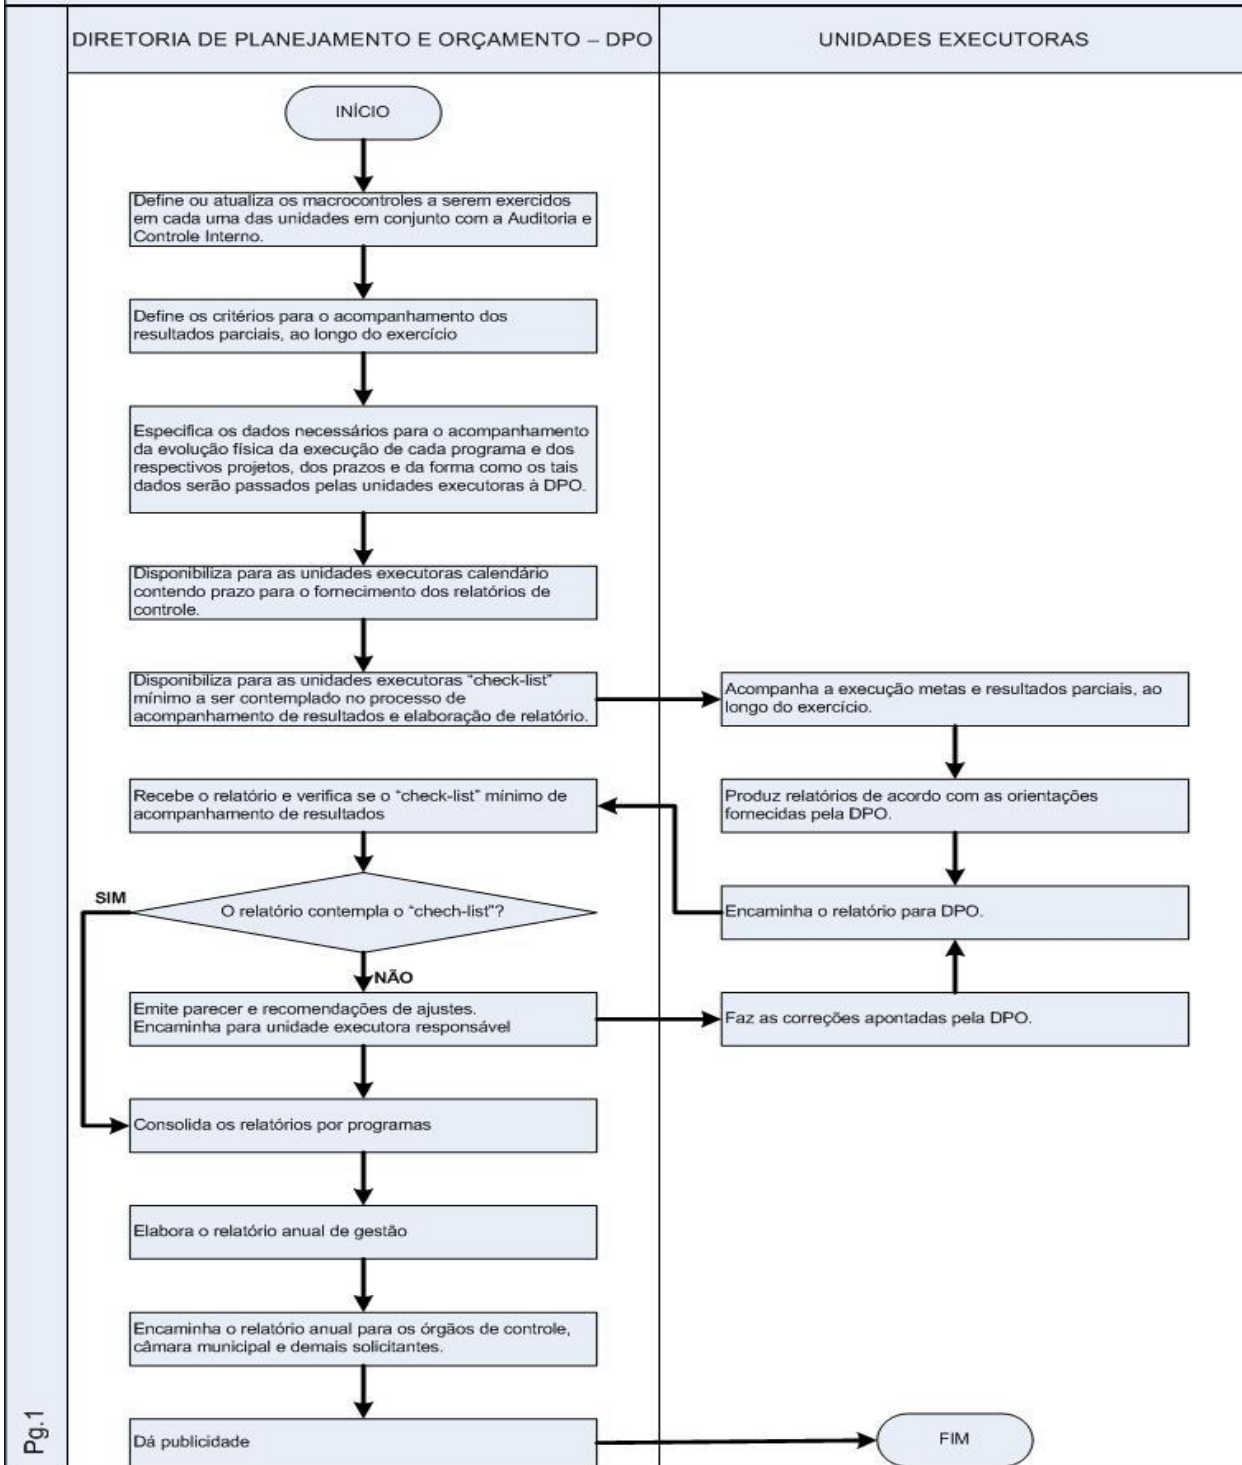 DIRETORIA DE PLANEJAMENTO E ORÇAMENTO – DPO
UNIDADES EXECUTORAS
INÍCIO
Define ou atualiza os macrocontroles a serem exercidos
em cada uma das unidades em conjunto com a Auditoria e
Controle Interno.
Define os critérios para o acompanhamento dos
resultados parciais, ao longo do exercício
Especifica os dados necessários para o acompanhamento
da evolução física da execução de cada programa e dos
respectivos projetos, dos prazos e da forma como os tais
dados serão passados pelas unidades executoras à DPO.
Disponibiliza para as unidades executoras calendário
contendo prazo para o fornecimento dos relatórios de
controle.
Disponibiliza para as unidades executoras “check-list”
mínimo a ser contemplado no processo de
acompanhamento de resultados e elaboração de relatório.
Acompanha a execução metas e resultados parciais, ao
longo do exercício.
Produz relatórios de acordo com as orientações
fornecidas pela DPO.
Encaminha o relatório para DPO.
Recebe o relatório e verifica se o “check-list” mínimo de
acompanhamento de resultados
SIM
O relatório contempla o “chech-list”?
NÃO
Emite parecer e recomendações de ajustes.
Encaminha para unidade executora responsável
Faz as correções apontadas pela DPO.
Consolida os relatórios por programas
Elabora o relatório anual de gestão
Encaminha o relatório anual para os órgãos de controle,
câmara municipal e demais solicitantes.
Dá publicidade
FIM
Pg.1